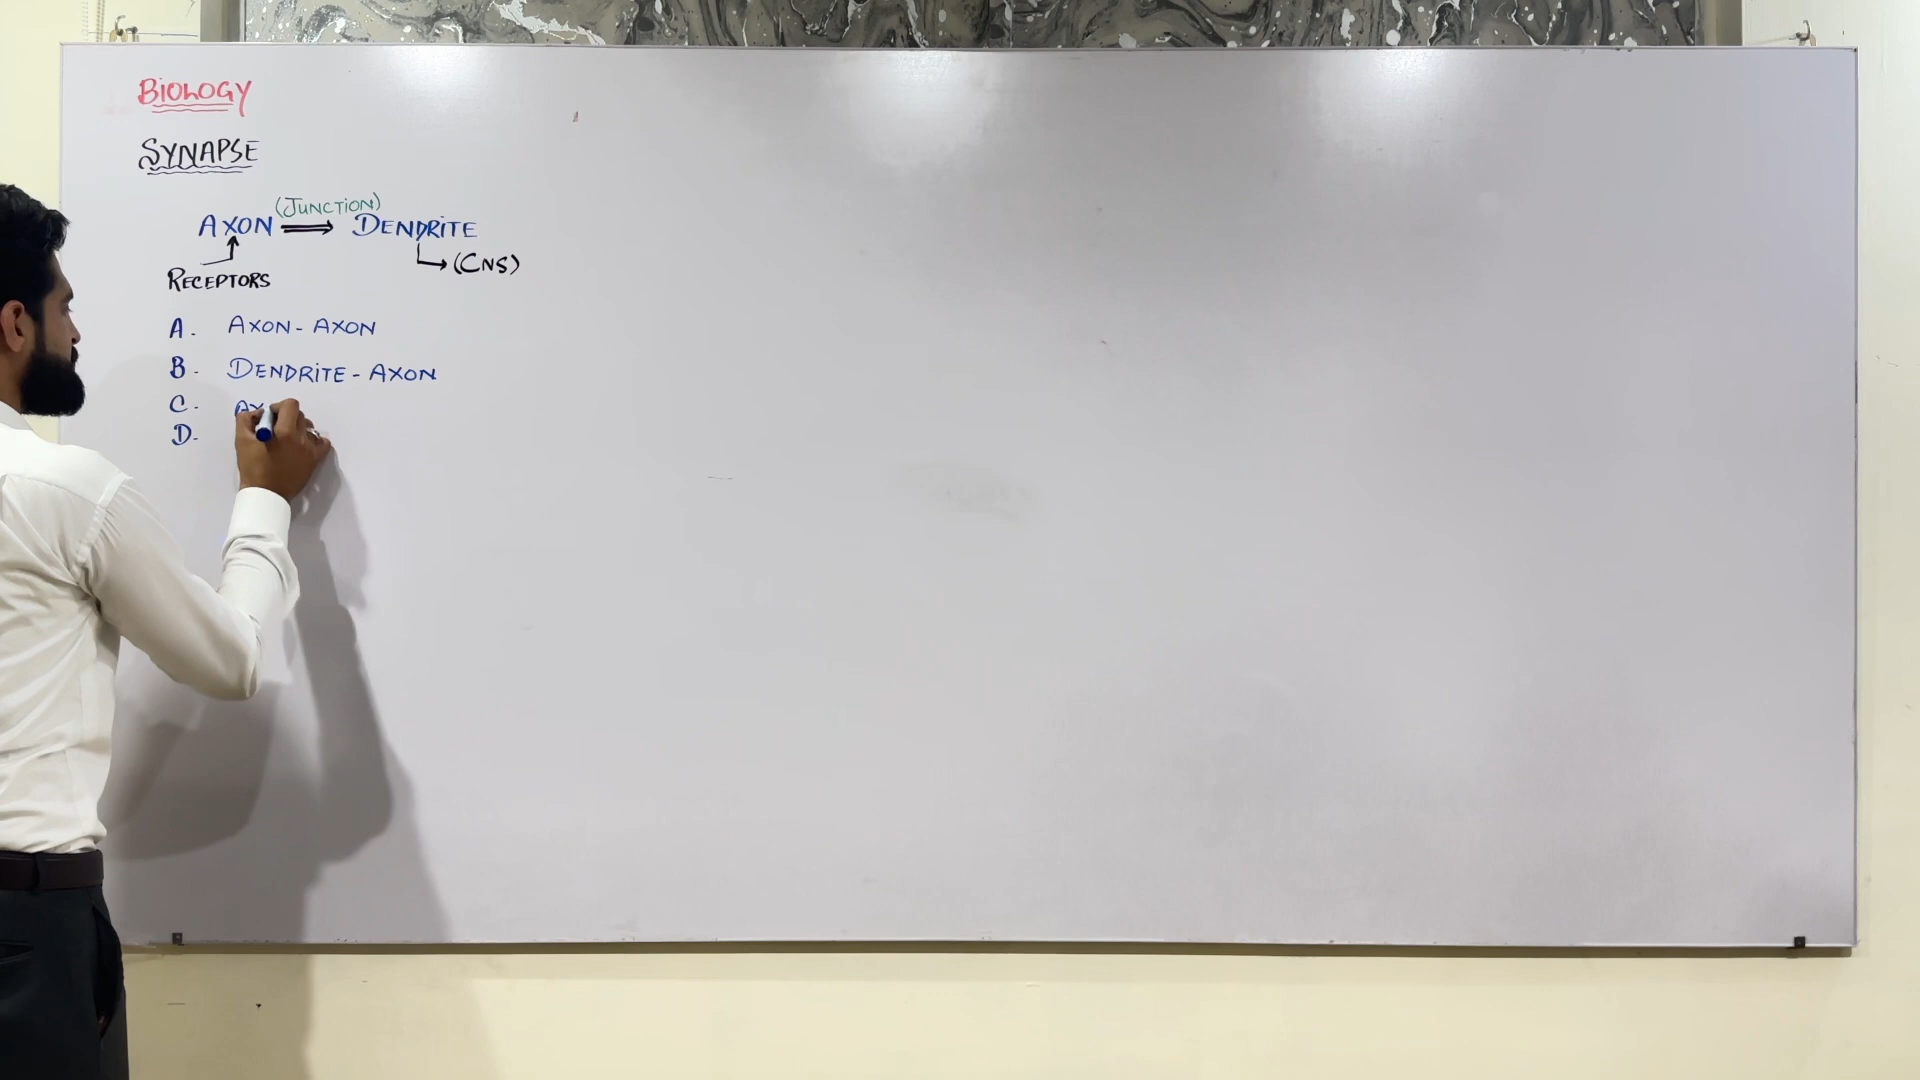 BIOLOGY
SYNAPSE
(JUNCTION)
AXON ⟹ DENDRITE
→ (CNS)
RECEPTORS
A. AXON - AXON
B. DENDRITE - AXON
C.
D.